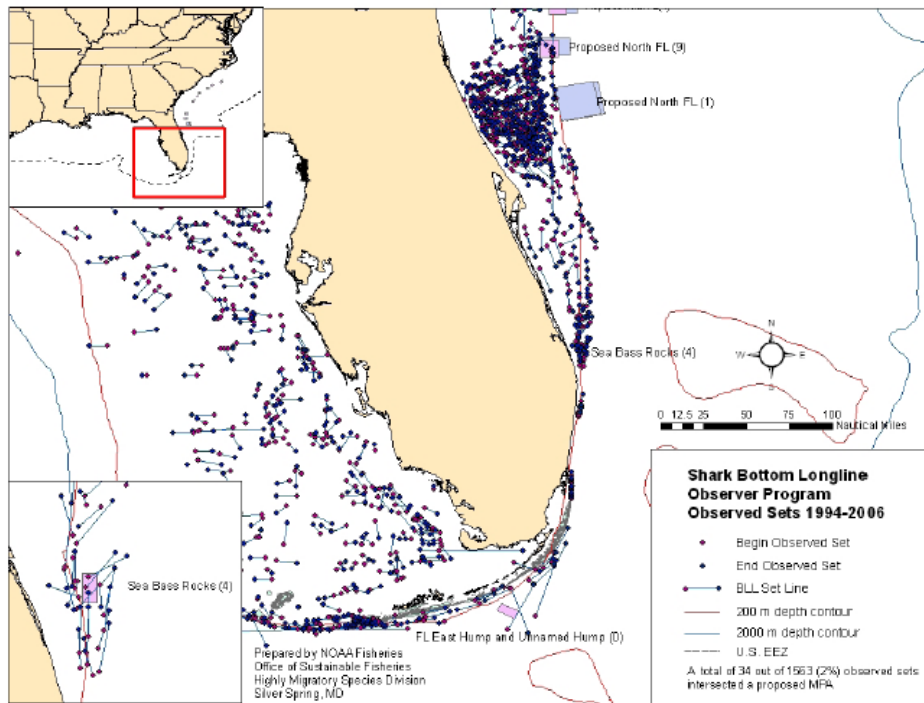 Proposed North FL (9)
Proposed North FL (1)
Sea Bass Rocks (4)
N
W
E
S
0 12.5 25 50 75 100
Nautical Miles
Shark Bottom Longline
Observer Program
Observed Sets 1994-2006
Begin Observed Set
End Observed Set
BLL Set Line
200 m depth contour
2000 m depth contour
U.S. EEZ
A total of 34 out of 1563 (2%) observed sets
intersected a proposed MPA
Sea Bass Rocks (4)
FL East Hump and Unnamed Hump (0)
Prepared by NOAA Fisheries
Office of Sustainable Fisheries
Highly Migratory Species Division
Silver Spring, MD